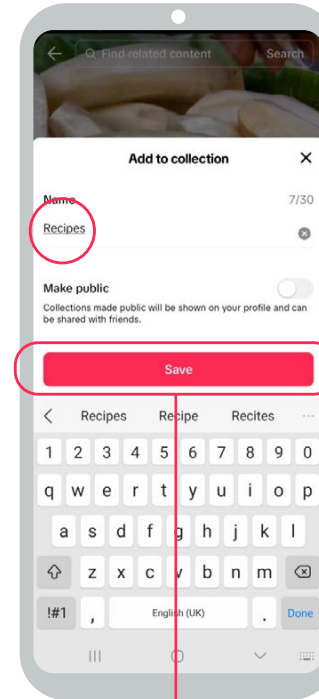 Find related content Search
Add to collection
Name 7/30
Recipes
Make public
Collections made public will be shown on your profile and can
be shared with friends.
Save
Recipes Recipe Recites
1 2 3 4 5 6 7 8 9 0
q w e r t y u i o p
a s d f g h j k l
z x c v b n m
!#1 , English (UK) . Done